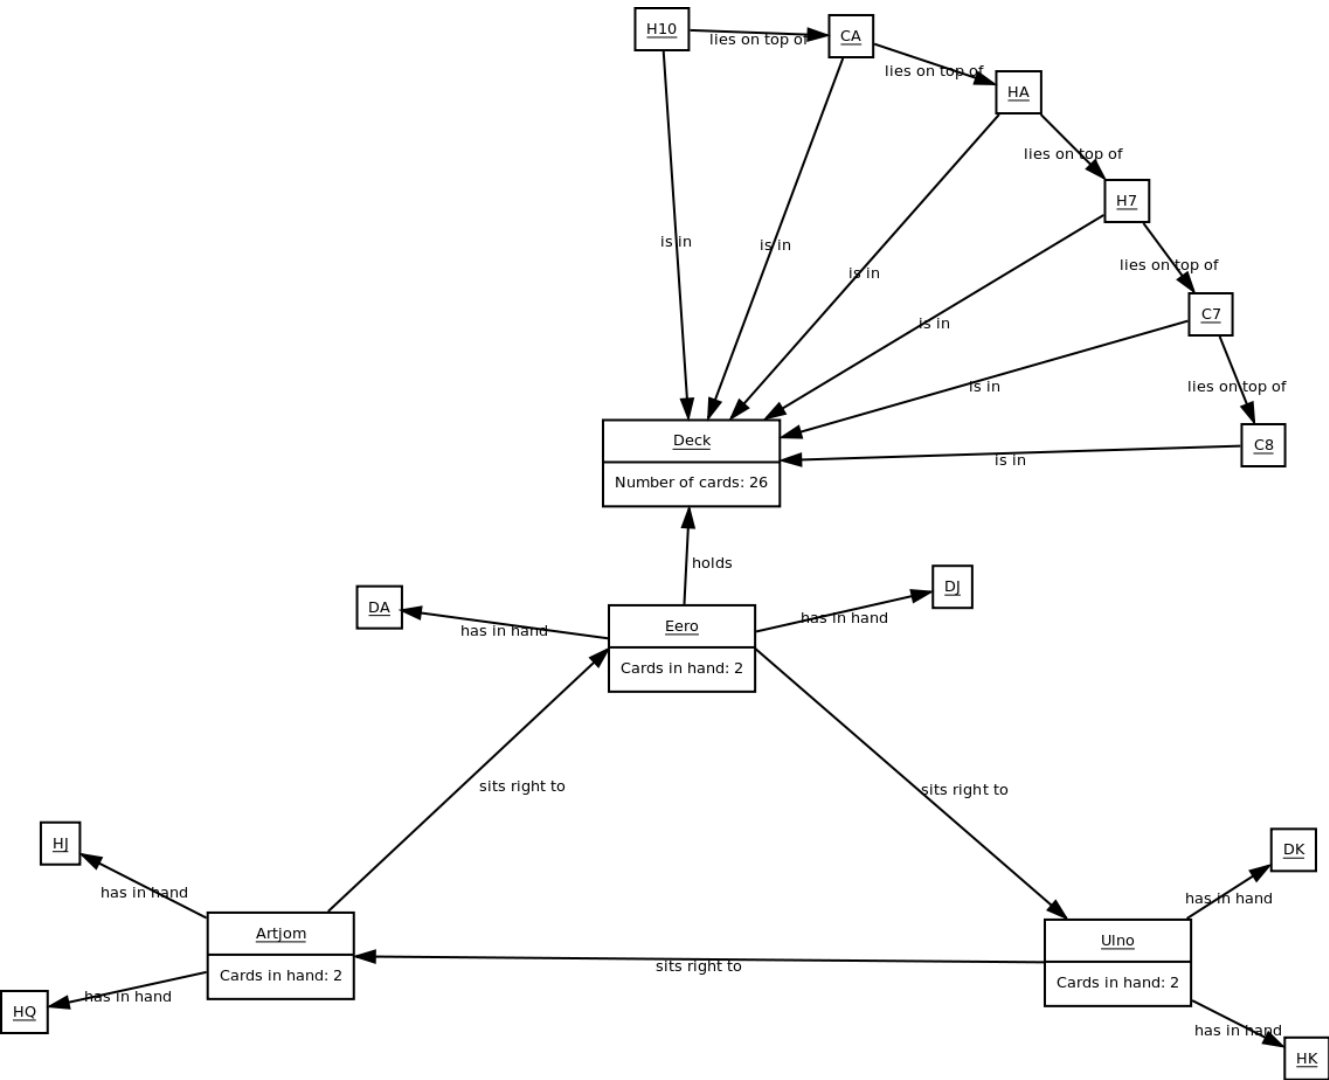 H10
lies on top of
CA
lies on top of
HA
lies on top of
H7
is in
is in
is in
lies on top of
C7
is in
is in
lies on top of
Deck
C8
is in
Number of cards: 26
holds
DA
DJ
has in hand
Eero
has in hand
Cards in hand: 2
sits right to
sits right to
HJ
DK
has in hand
has in hand
Artjom
Ulno
Cards in hand: 2
sits right to
Cards in hand: 2
has in hand
HQ
has in hand
HK